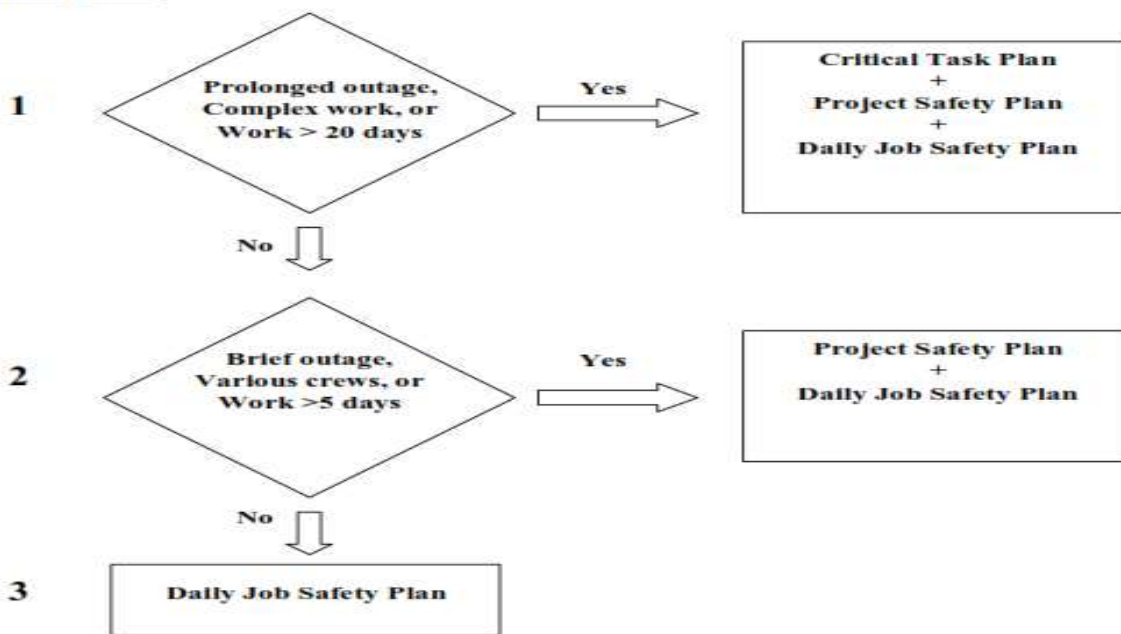 Prolonged outage,
Complex work, or
Work > 20 days
1
Yes
Critical Task Plan
+
Project Safety Plan
+
Daily Job Safety Plan
No
Brief outage,
Various crews, or
Work >5 days
2
Yes
Project Safety Plan
+
Daily Job Safety Plan
No
3
Daily Job Safety Plan